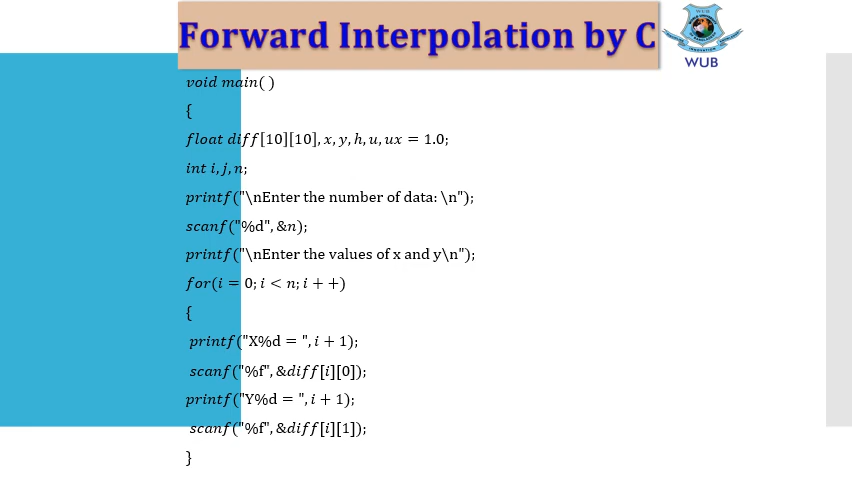 Forward Interpolation by C
WUB
WUB
void main( )
{
float diff[10][10], x, y, h, u, ux = 1.0;
int i, j, n;
printf("\nEnter the number of data: \n");
scanf("%d", &n);
printf("\nEnter the values of x and y\n");
for(i = 0; i < n; i + +)
{
printf("X%d = ", i + 1);
scanf("%f", &diff[i][0]);
printf("Y%d = ", i + 1);
scanf("%f", &diff[i][1]);
}